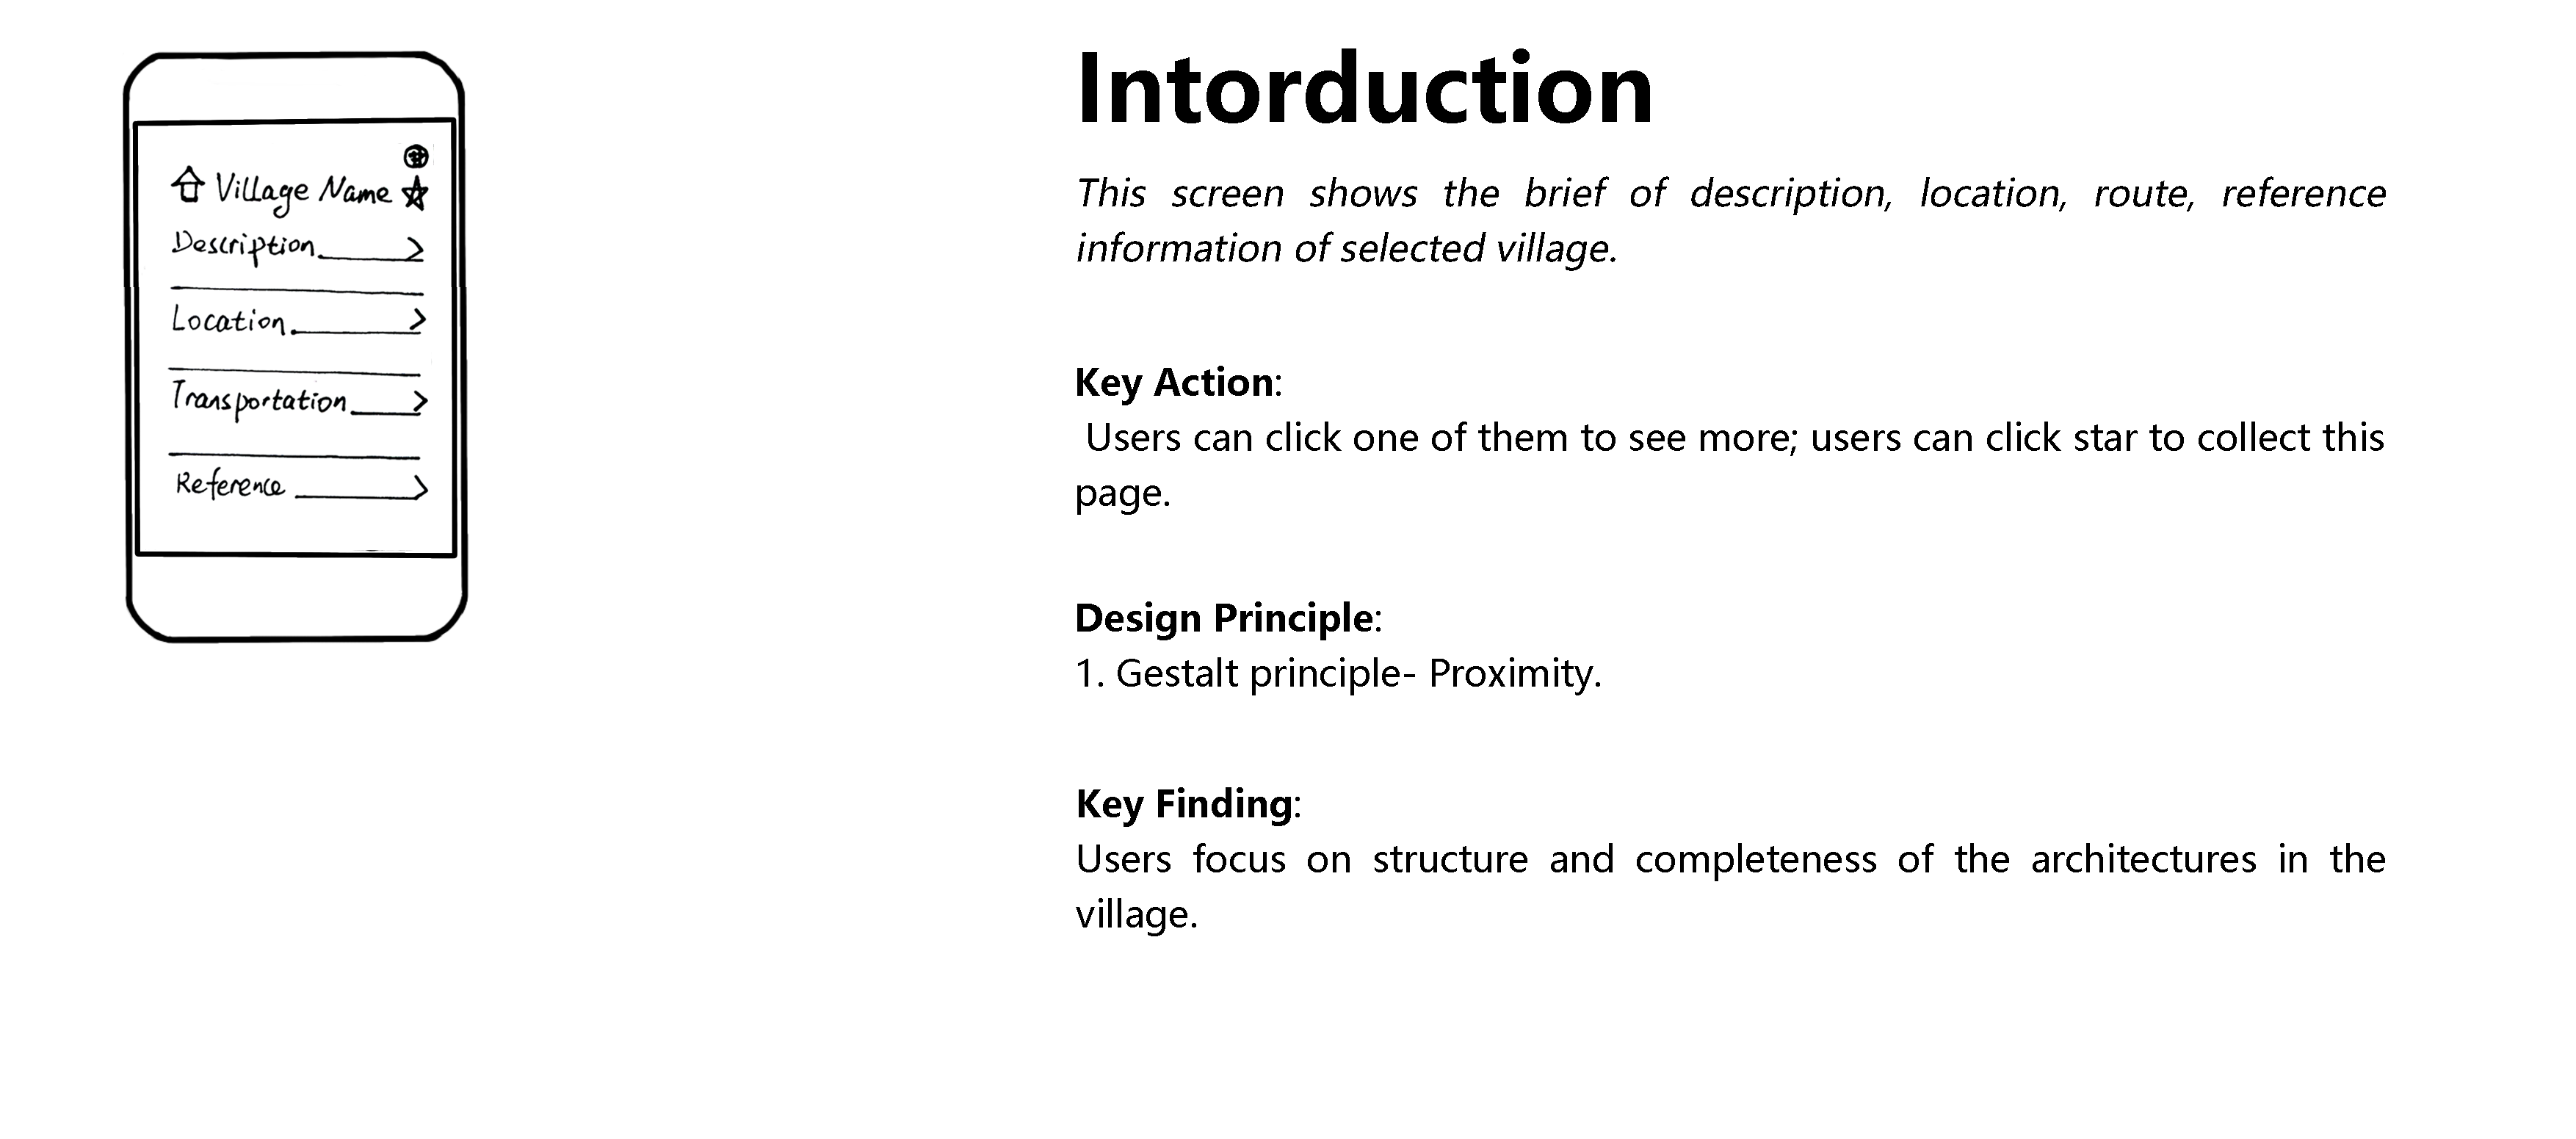 Village Name
Description
Location
Transportation
Reference
Intorduction
This screen shows the brief of description, location, route, reference
information of selected village.
Key Action:
Users can click one of them to see more; users can click star to collect this
page.
Design Principle:
1. Gestalt principle- Proximity.
Key Finding:
Users focus on structure and completeness of the architectures in the
village.